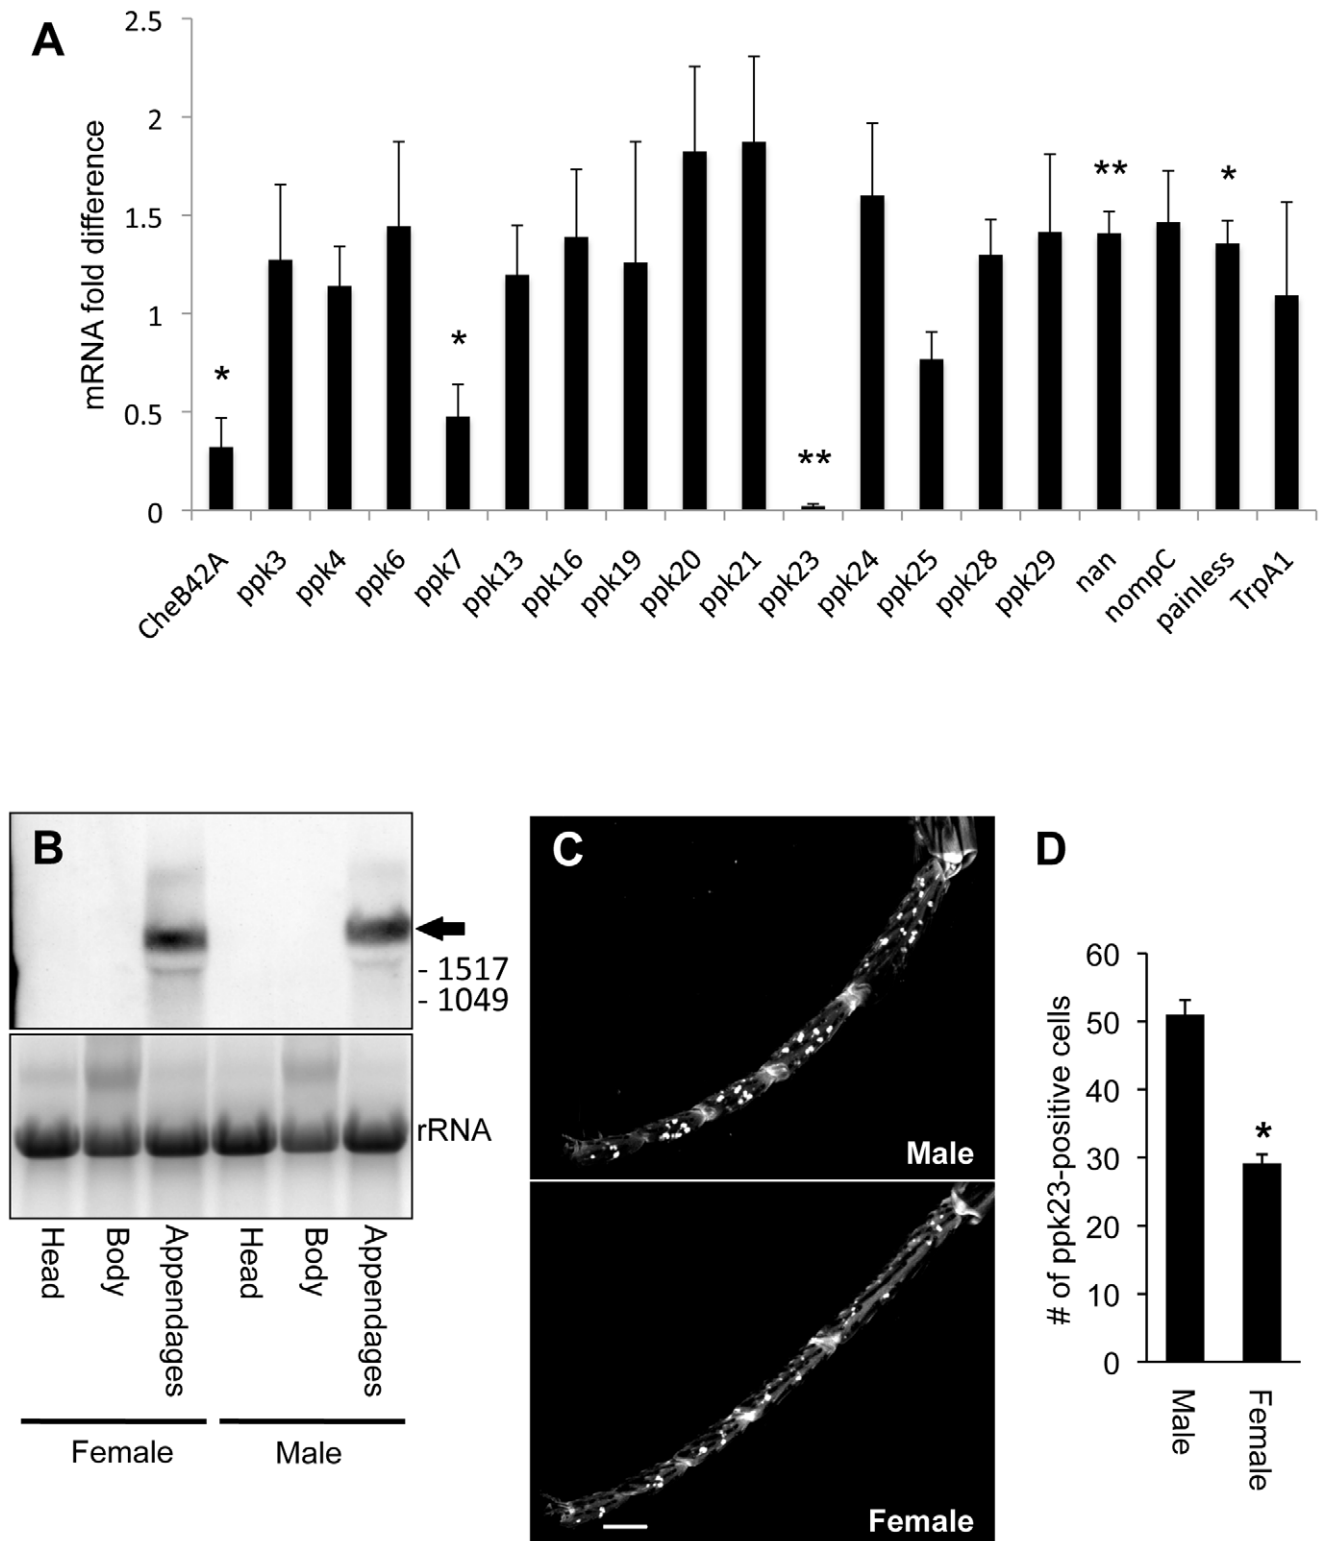 A
mRNA fold difference
2.5
2
1.5
1
0.5
0
*
*
**
**
*
CheB42A
ppk3
ppk4
ppk6
ppk7
ppk13
ppk16
ppk19
ppk20
ppk21
ppk23
ppk24
ppk25
ppk28
ppk29
nan
nompC
painless
TrpA1
B
- 1517
- 1049
rRNA
Head
Body
Appendages
Head
Body
Appendages
Female
Male
C
Male
Female
D
# of ppk23-positive cells
60
50
40
30
20
10
0
*
Male
Female